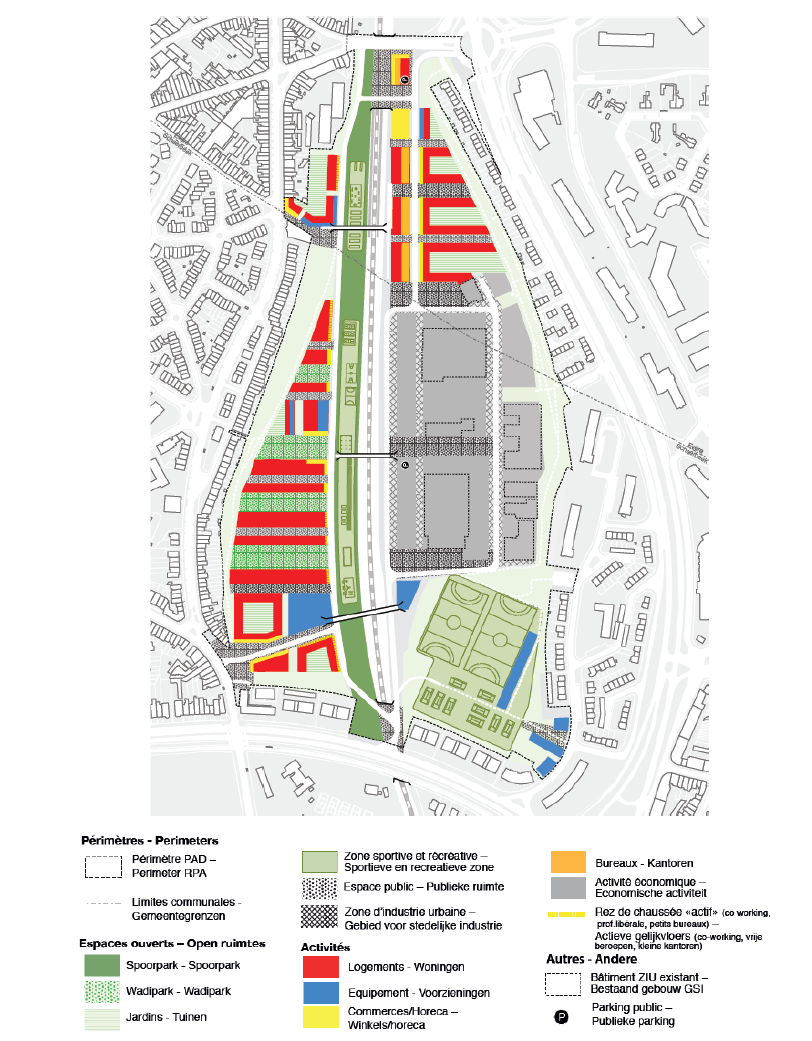 Evere
Schaerbeek
P
P
Périmètres - Perimeters
Périmètre PAD –
Perimeter RPA
Limites communales -
Gemeentegrenzen
Espaces ouverts – Open ruimtes
Spoorpark - Spoorpark
Wadipark - Wadipark
Jardins - Tuinen
Zone sportive et récréative –
Sportieve en recreatieve zone
Espace public – Publieke ruimte
Zone d'industrie urbaine –
Gebied voor stedelijke industrie
Activités
Logements - Woningen
Equipement - Voorzieningen
Commerces/Horeca –
Winkels/horeca
Bureaux - Kantoren
Activité économique –
Economische activiteit
Rez de chaussée «actif» (co working,
prof.libérale, petits bureaux) –
Actieve gelijkvloers (co-working, vrije
beroepen, kleine kantoren)
Autres - Andere
Bâtiment ZIU existant –
Bestaand gebouw GSI
P
Parking public –
Publieke parking